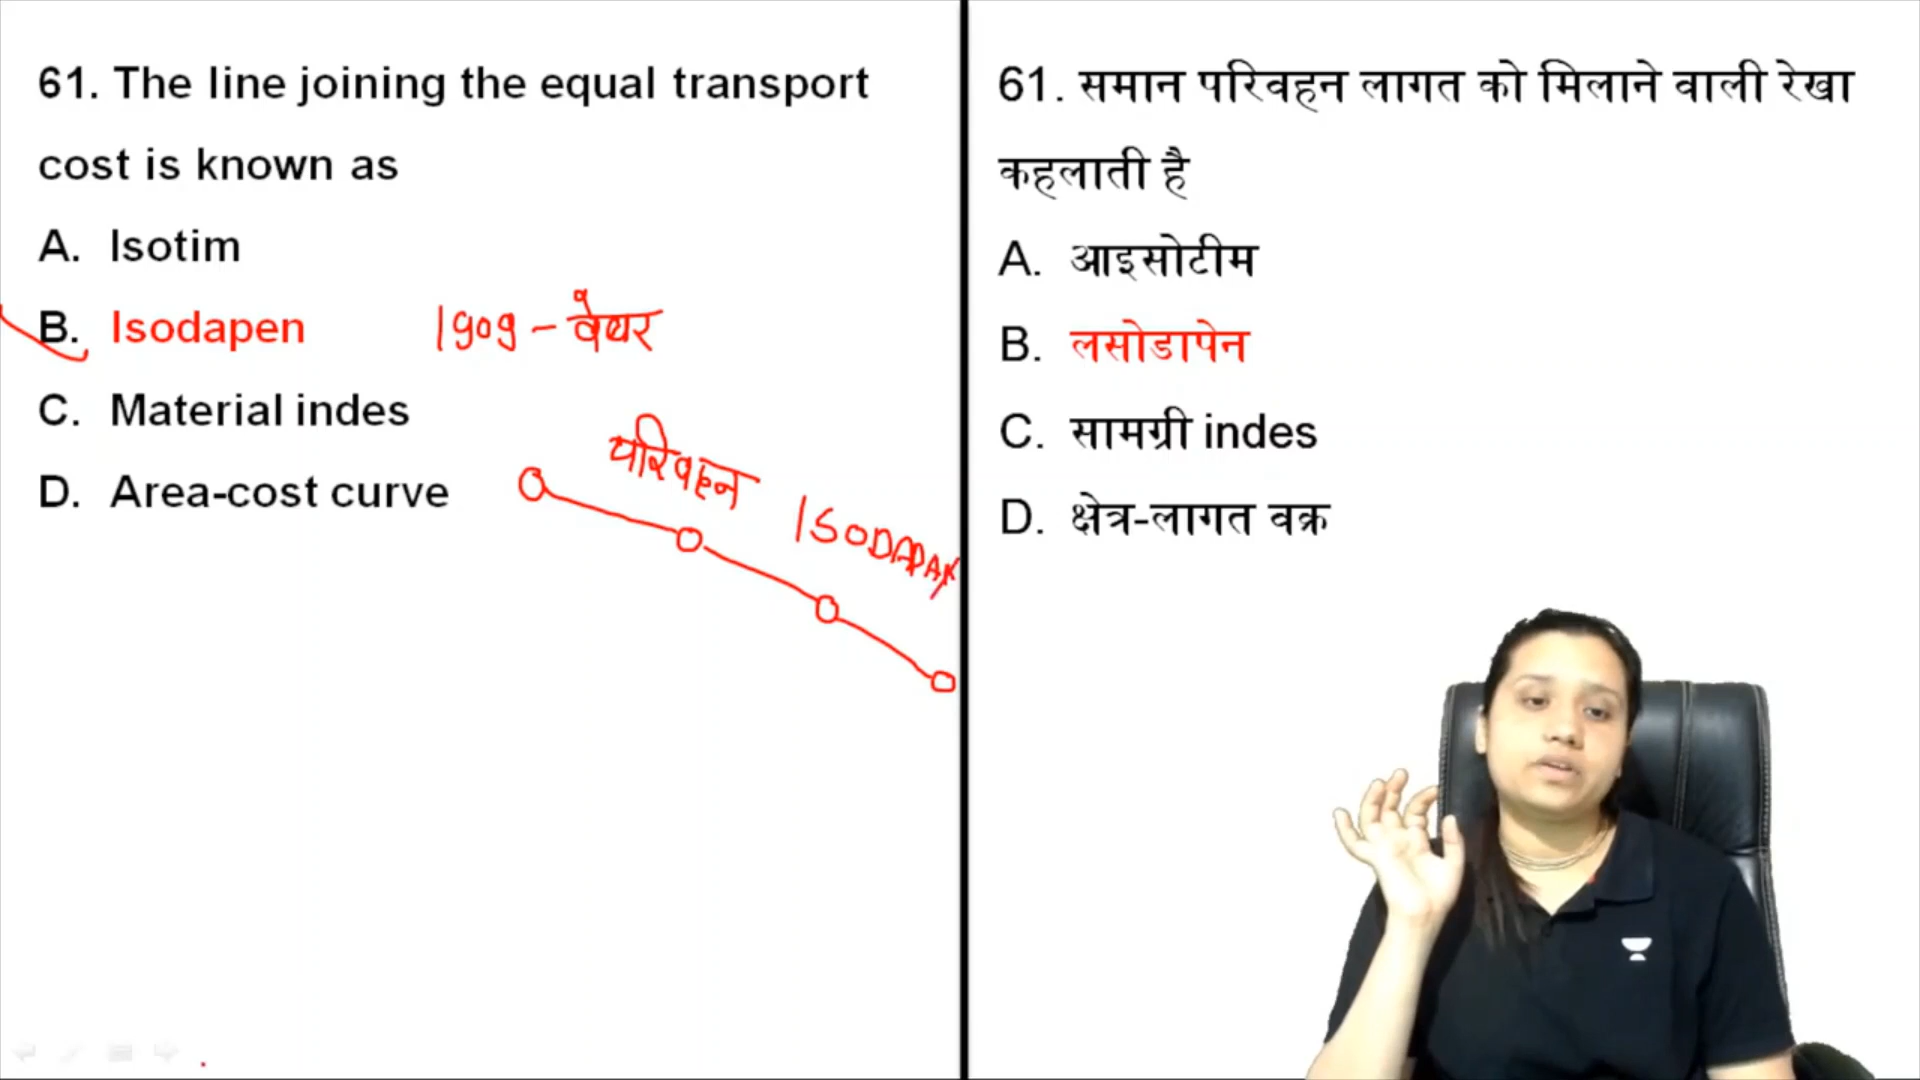 61. The line joining the equal transport
cost is known as
A. Isotim
B. Isodapen
1909 - वेबर
C. Material indes
D. Area-cost curve
परिवहन
ISODAPAN
61. समान परिवहन लागत को मिलाने वाली रेखा
कहलाती है
A. आइसोटीम
B. लसोडापेन
C. सामग्री indes
D. क्षेत्र-लागत वक्र